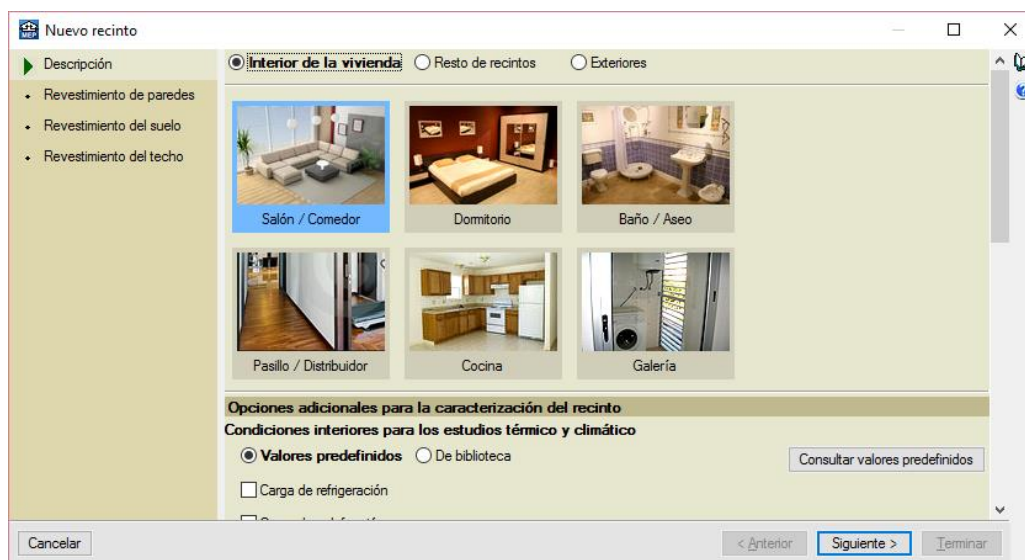 MEP Nuevo recinto
Descripción
Revestimiento de paredes
Revestimiento del suelo
Revestimiento del techo
Interior de la vivienda Resto de recintos Exteriores
Salón / Comedor Dormitorio Baño / Aseo
Pasillo / Distribuidor Cocina Galería
Opciones adicionales para la caracterización del recinto
Condiciones interiores para los estudios térmico y climático
Valores predefinidos De biblioteca Consultar valores predefinidos
Carga de refrigeración
Cancelar < Anterior Siguiente > Terminar